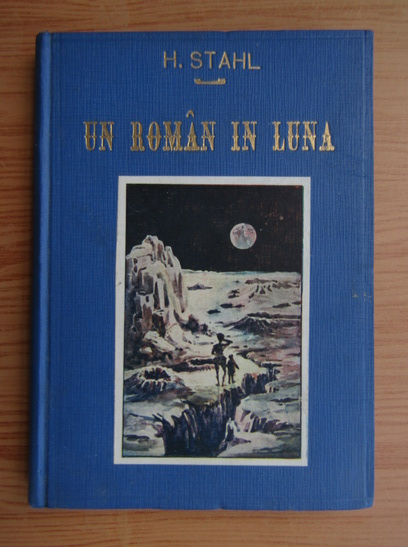 H. STAHL
UN ROMÂN IN LUNA